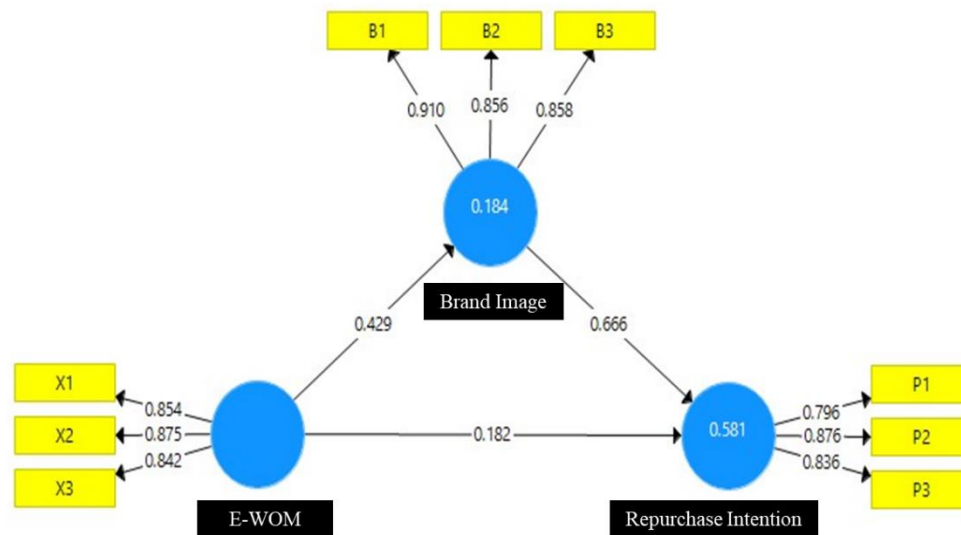 B1
B2
B3
0.910
0.856
0.858
0.184
Brand Image
0.429
0.666
X1
X2
X3
0.854
0.875
0.842
0.182
0.581
0.796
0.876
0.836
P1
P2
P3
E-WOM
Repurchase Intention